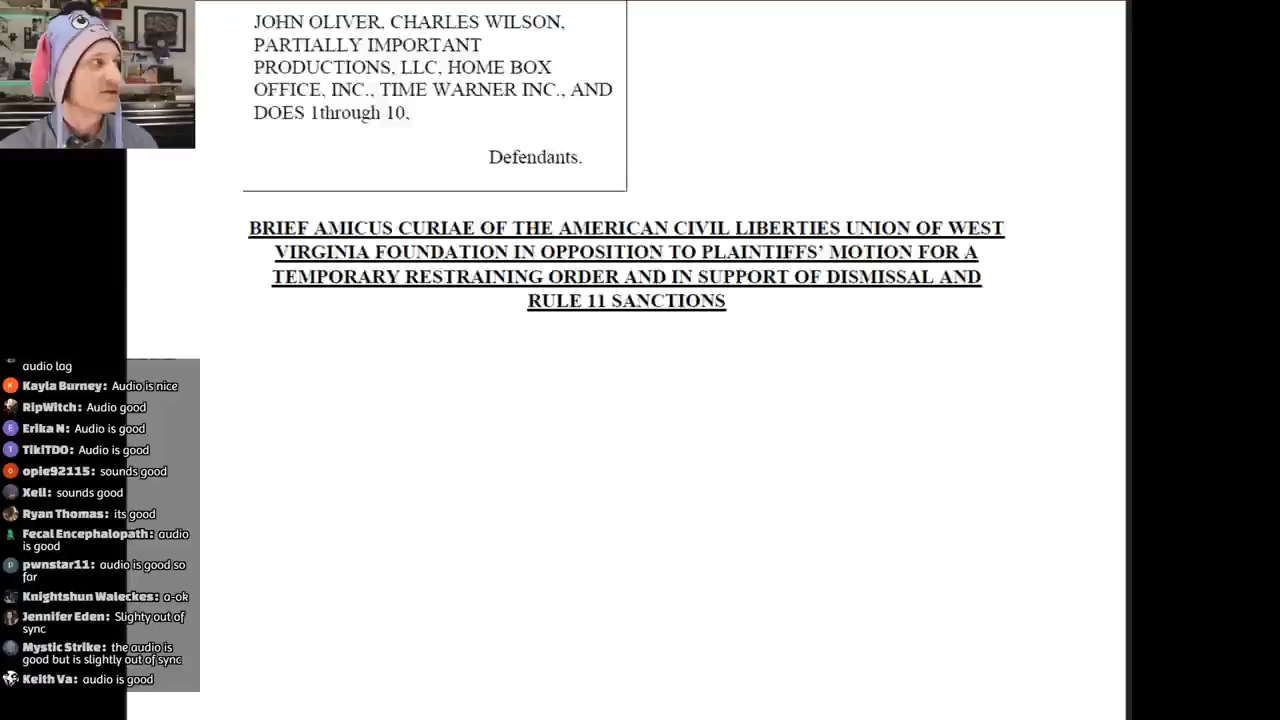 JOHN OLIVER, CHARLES WILSON,
PARTIALLY IMPORTANT
PRODUCTIONS, LLC, HOME BOX
OFFICE, INC., TIME WARNER INC., AND
DOES 1through 10,
Defendants.
BRIEF AMICUS CURIAE OF THE AMERICAN CIVIL LIBERTIES UNION OF WEST
VIRGINIA FOUNDATION IN OPPOSITION TO PLAINTIFFS’ MOTION FOR A
TEMPORARY RESTRAINING ORDER AND IN SUPPORT OF DISMISSAL AND
RULE 11 SANCTIONS
audio lag
Kayla Burney: Audio is nice
RipWitch: Audio good
Erika N: Audio is good
TikiTDO: Audio is good
opie92115: sounds good
Xell: sounds good
Ryan Thomas: its good
Fecal Encephalopath: audio
is good
pwnstar11: audio is good so
far
Knightshun Waleckes: a-ok
Jennifer Eden: Slighty out of
sync
Mystic Strike: the audio is
good but is slightly out of sync
Keith Va: audio is good